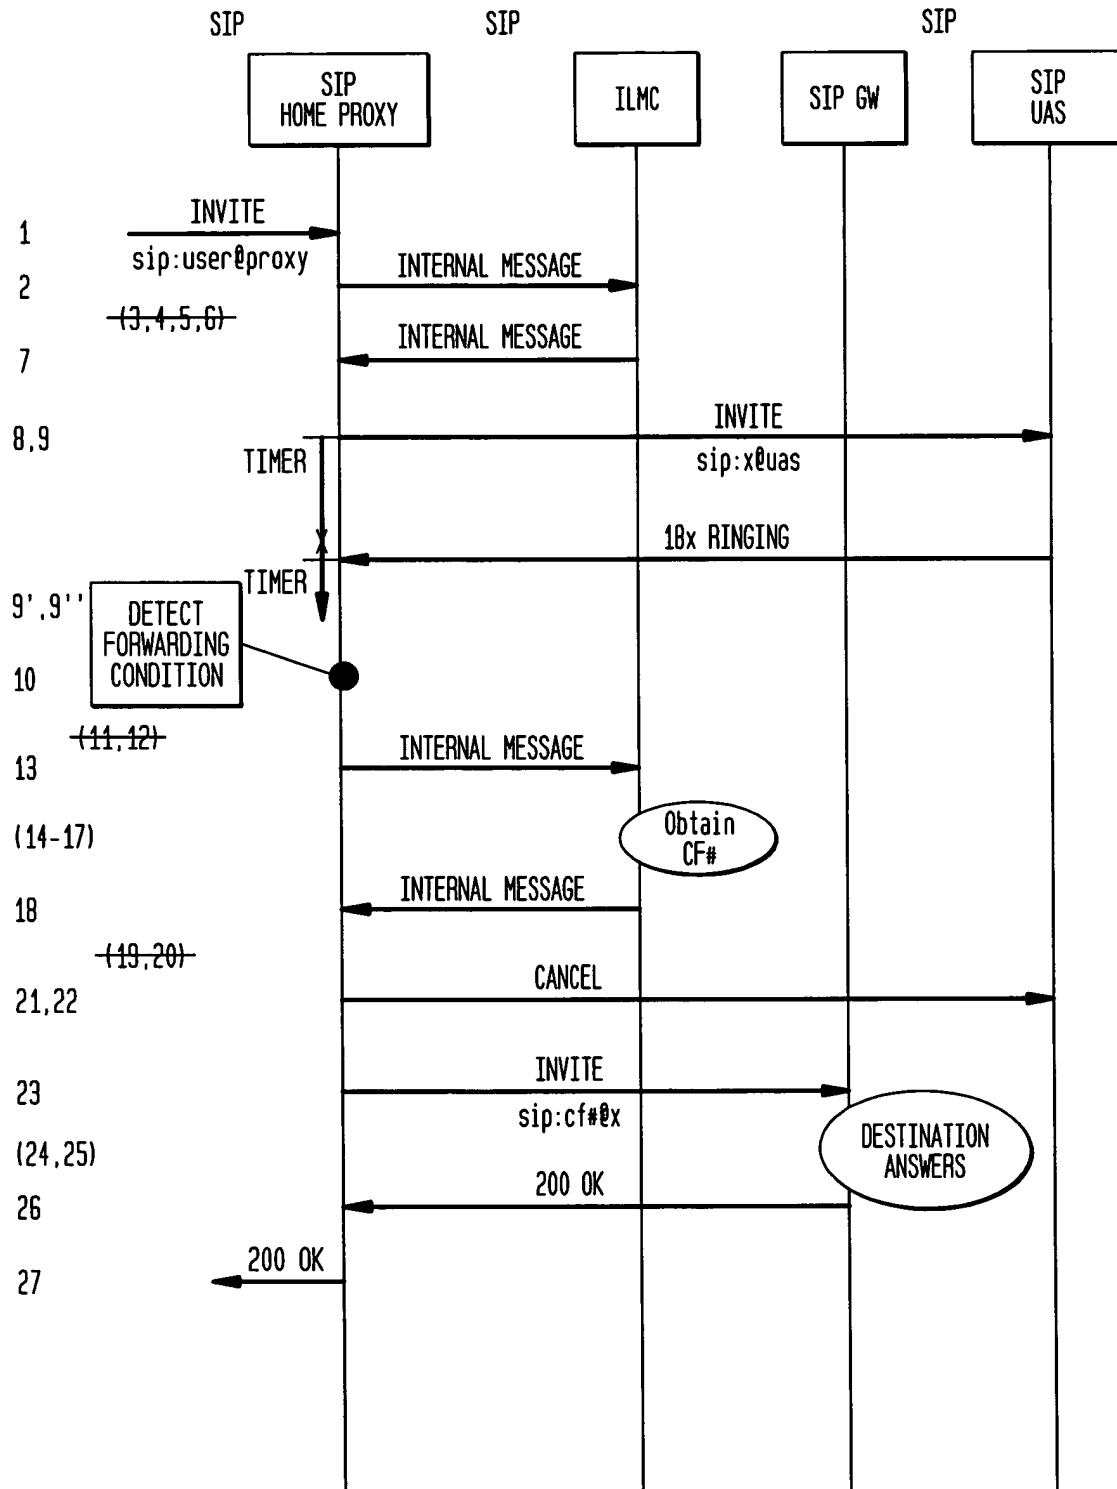 SIP SIP SIP
SIP
HOME PROXY
ILMC
SIP GW
SIP
UAS
1
INVITE
sip:user@proxy
2
INTERNAL MESSAGE
(3,4,5,6)
7
INTERNAL MESSAGE
8,9
INVITE
sip:x@uas
TIMER
18x RINGING
TIMER
9',9''
DETECT
FORWARDING
CONDITION
10
(11,12)
13
INTERNAL MESSAGE
(14-17)
Obtain
CF#
18
INTERNAL MESSAGE
(19,20)
21,22
CANCEL
23
INVITE
sip:cf#@x
(24,25)
DESTINATION
ANSWERS
26
200 OK
27
200 OK